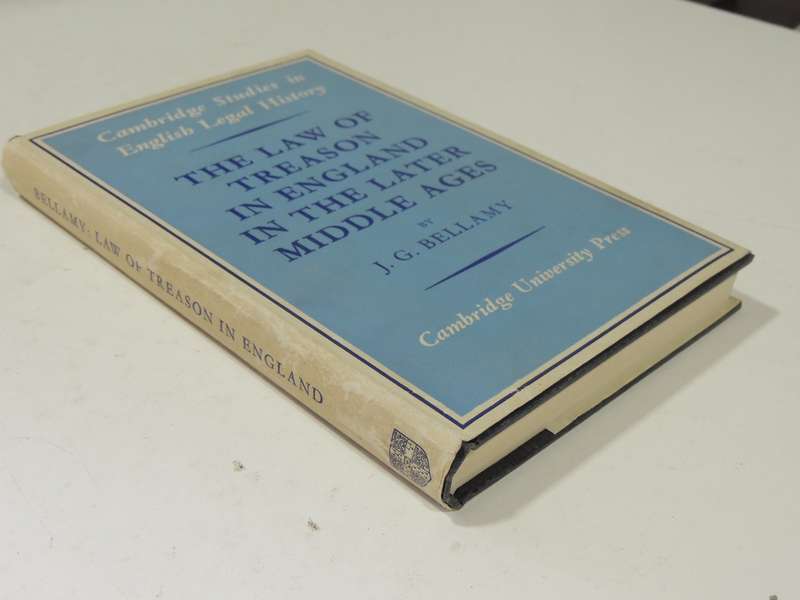 Cambridge Studies in
English Legal History
THE LAW OF
TREASON
IN ENGLAND
IN THE LATER
MIDDLE AGES
BY
J. G. BELLAMY
Cambridge University Press
BELLAMY: LAW OF TREASON IN ENGLAND